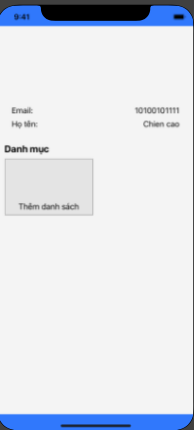 9:41
Email: 10100101111
Họ tên: Chien cao
Danh mục
Thêm danh sách